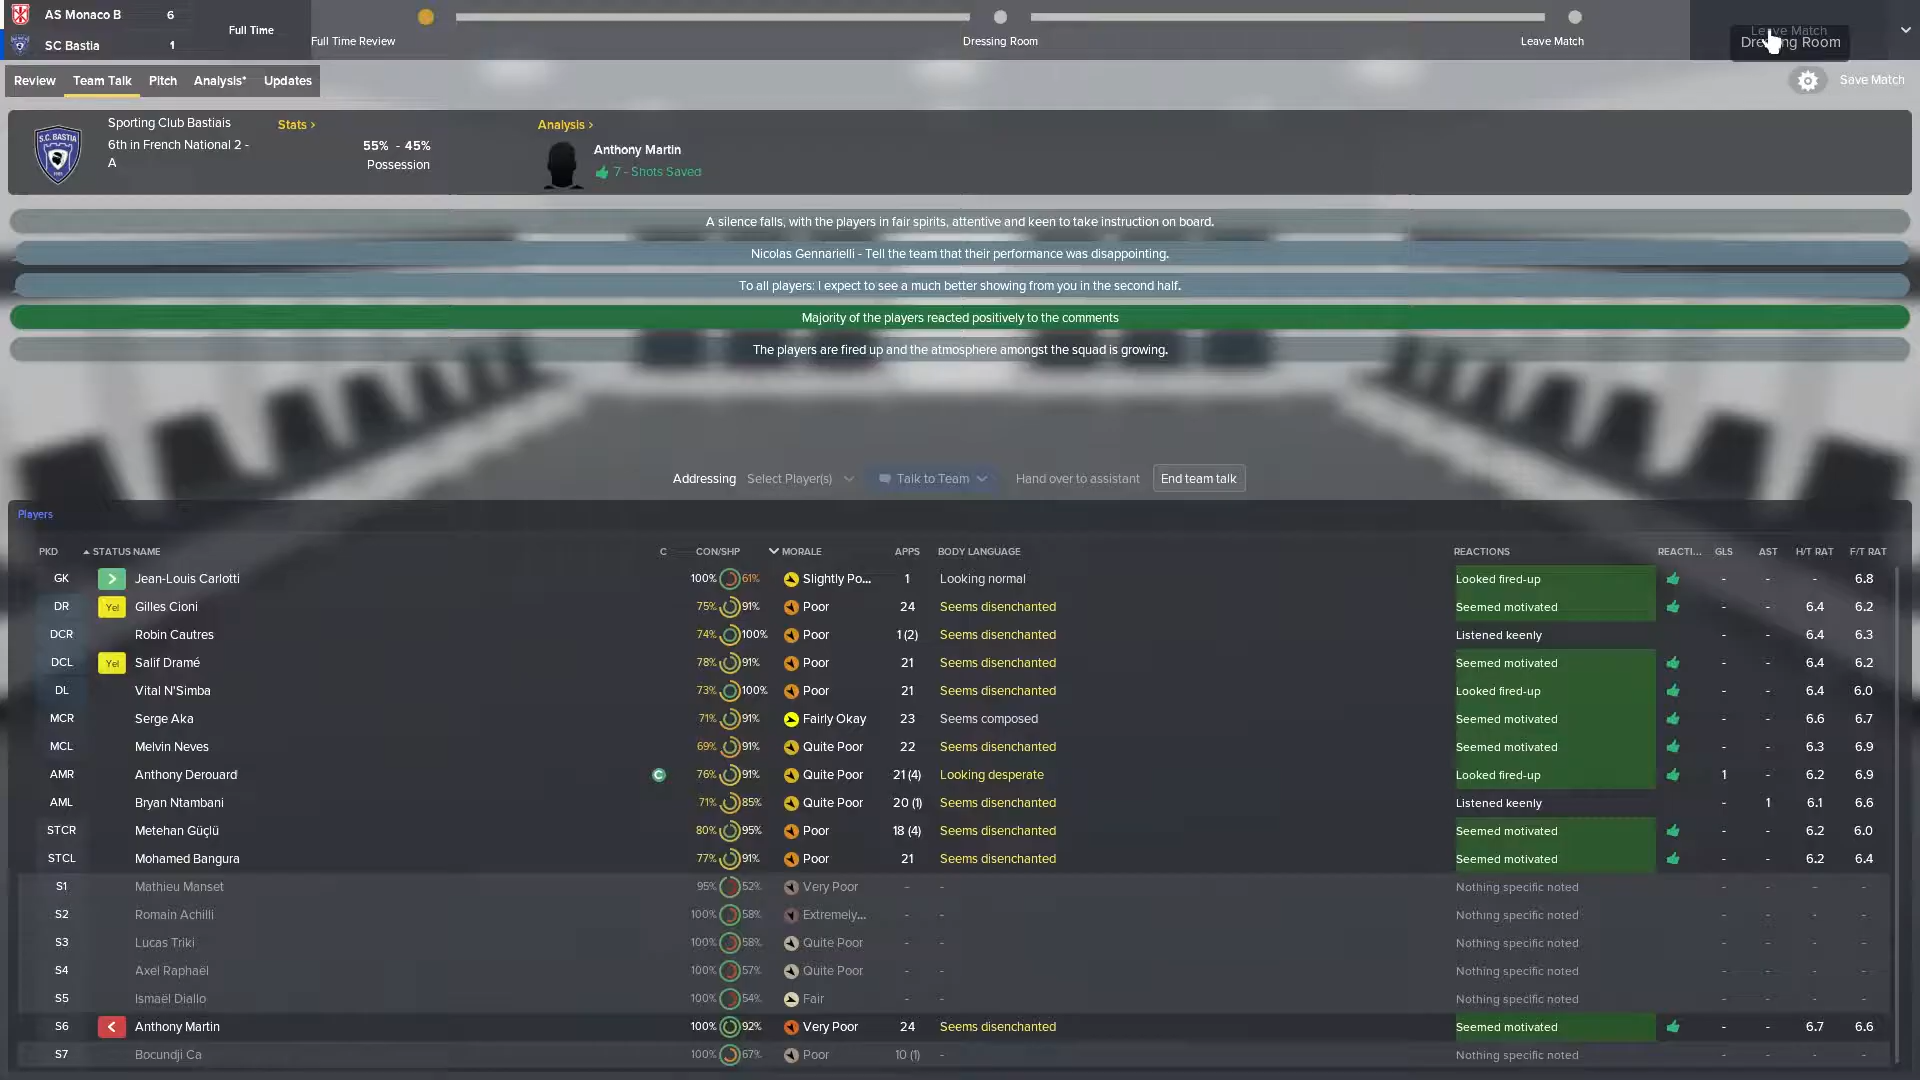 AS Monaco B 6
SC Bastia 1
Full Time
Full Time Review
Dressing Room
Leave Match
Leave Match
Dressing Room
Review Team Talk Pitch Analysis* Updates
Save Match
Sporting Club Bastiais
6th in French National 2 -
A
Stats >
55% - 45%
Possession
Analysis >
Anthony Martin
7 - Shots Saved
S.C. BASTIA
A silence falls, with the players in fair spirits, attentive and keen to take instruction on board.
Nicolas Gennarielli - Tell the team that their performance was disappointing.
To all players: I expect to see a much better showing from you in the second half.
Majority of the players reacted positively to the comments
The players are fired up and the atmosphere amongst the squad is growing.
Addressing Select Player(s) Talk to Team Hand over to assistant End team talk
Players
PKD STATUS NAME C CON/SHP MORALE APPS BODY LANGUAGE REACTIONS REACTI... GLS AST H/T RAT F/T RAT
GK Jean-Louis Carlotti 100% 61% Slightly Po... 1 Looking normal Looked fired-up - - - 6.8
DR Yel Gilles Cioni 75% 91% Poor 24 Seems disenchanted Seemed motivated - - 6.4 6.2
DCR Robin Cautres 74% 100% Poor 1 (2) Seems disenchanted Listened keenly - - 6.4 6.3
DCL Yel Salif Dramé 78% 91% Poor 21 Seems disenchanted Seemed motivated - - 6.4 6.2
DL Vital N'Simba 73% 100% Poor 21 Seems disenchanted Looked fired-up - - 6.4 6.0
MCR Serge Aka 71% 91% Fairly Okay 23 Seems composed Seemed motivated - - 6.6 6.7
MCL Melvin Neves 69% 91% Quite Poor 22 Seems disenchanted Seemed motivated - - 6.3 6.9
AMR Anthony Derouard C 76% 91% Quite Poor 21 (4) Looking desperate Looked fired-up 1 - 6.2 6.9
AML Bryan Ntambani 71% 85% Quite Poor 20 (1) Seems disenchanted Listened keenly - 1 6.1 6.6
STCR Metehan Güçlü 80% 95% Poor 18 (4) Seems disenchanted Seemed motivated - - 6.2 6.0
STCL Mohamed Bangura 77% 91% Poor 21 Seems disenchanted Seemed motivated - - 6.2 6.4
S1 Mathieu Manset 95% 52% Very Poor - - Nothing specific noted - - - -
S2 Romain Achilli 100% 58% Extremely... - - Nothing specific noted - - - -
S3 Lucas Triki 100% 58% Quite Poor - - Nothing specific noted - - - -
S4 Axel Raphaël 100% 57% Quite Poor - - Nothing specific noted - - - -
S5 Ismaël Diallo 100% 54% Fair - - Nothing specific noted - - - -
S6 Anthony Martin 100% 92% Very Poor 24 Seems disenchanted Seemed motivated - - 6.7 6.6
S7 Bocundji Ca 100% 67% Poor 10 (1) - Nothing specific noted - - - -